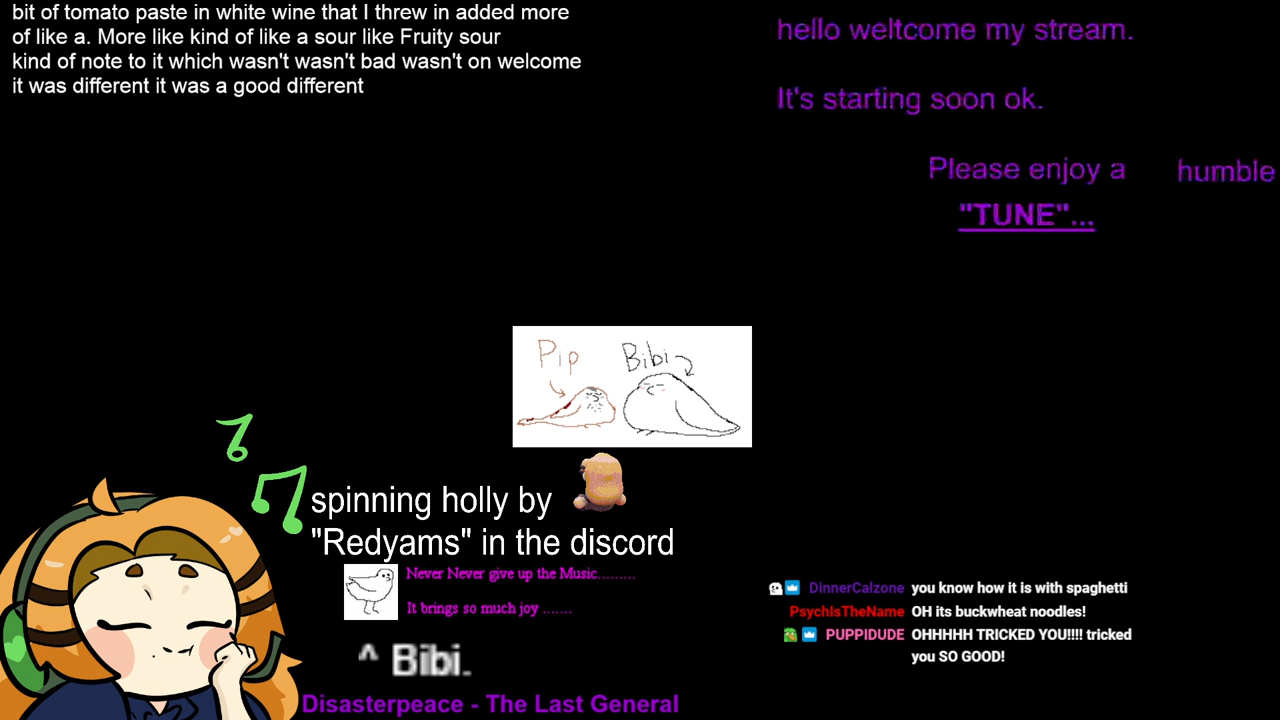 bit of tomato paste in white wine that I threw in added more
of like a. More like kind of like a sour like Fruity sour
kind of note to it which wasn't wasn't bad wasn't on welcome
it was different it was a good different
hello weltcome my stream.
It's starting soon ok.
Please enjoy a humble
"TUNE"...
Pip Bibi
spinning holly by
"Redyams" in the discord
Never Never give up the Music.........
It brings so much joy .......
^ Bibi.
Disasterpeace - The Last General
DinnerCalzone you know how it is with spaghetti
PsychIsTheName OH its buckwheat noodles!
PUPPIDUDE OHHHHH TRICKED YOU!!!! tricked
you SO GOOD!